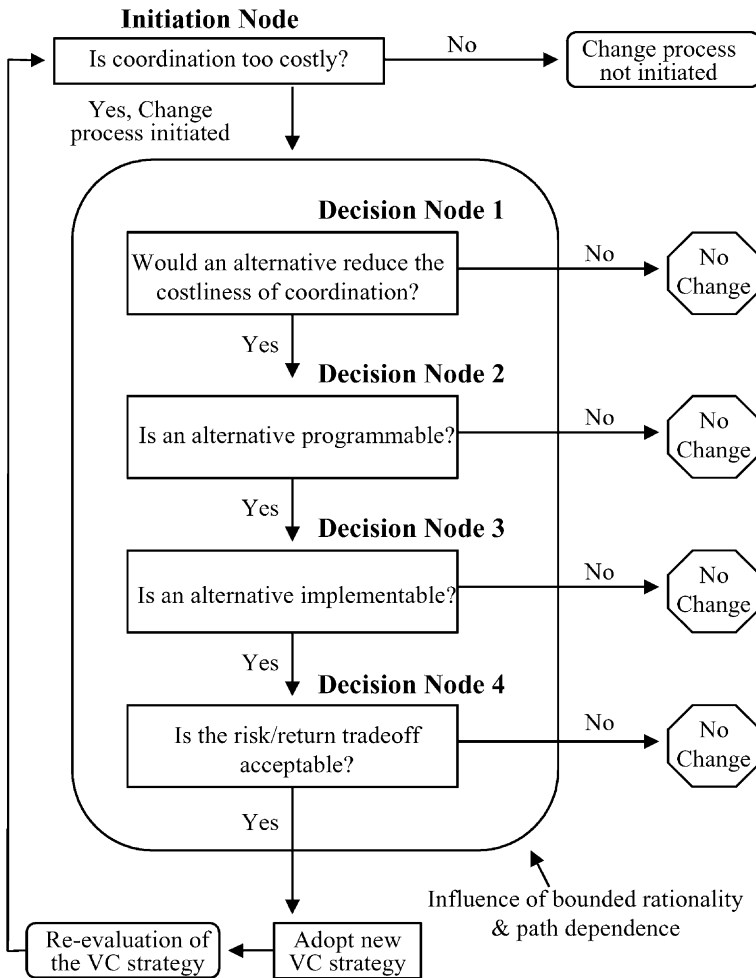 Initiation Node
Is coordination too costly?
No
Change process
not initiated
Yes, Change
process initiated
Decision Node 1
Would an alternative reduce the
costliness of coordination?
No
No
Change
Yes
Decision Node 2
Is an alternative programmable?
No
No
Change
Yes
Decision Node 3
Is an alternative implementable?
No
No
Change
Yes
Decision Node 4
Is the risk/return tradeoff
acceptable?
No
No
Change
Yes
Influence of bounded rationality
& path dependence
Re-evaluation of
the VC strategy
Adopt new
VC strategy